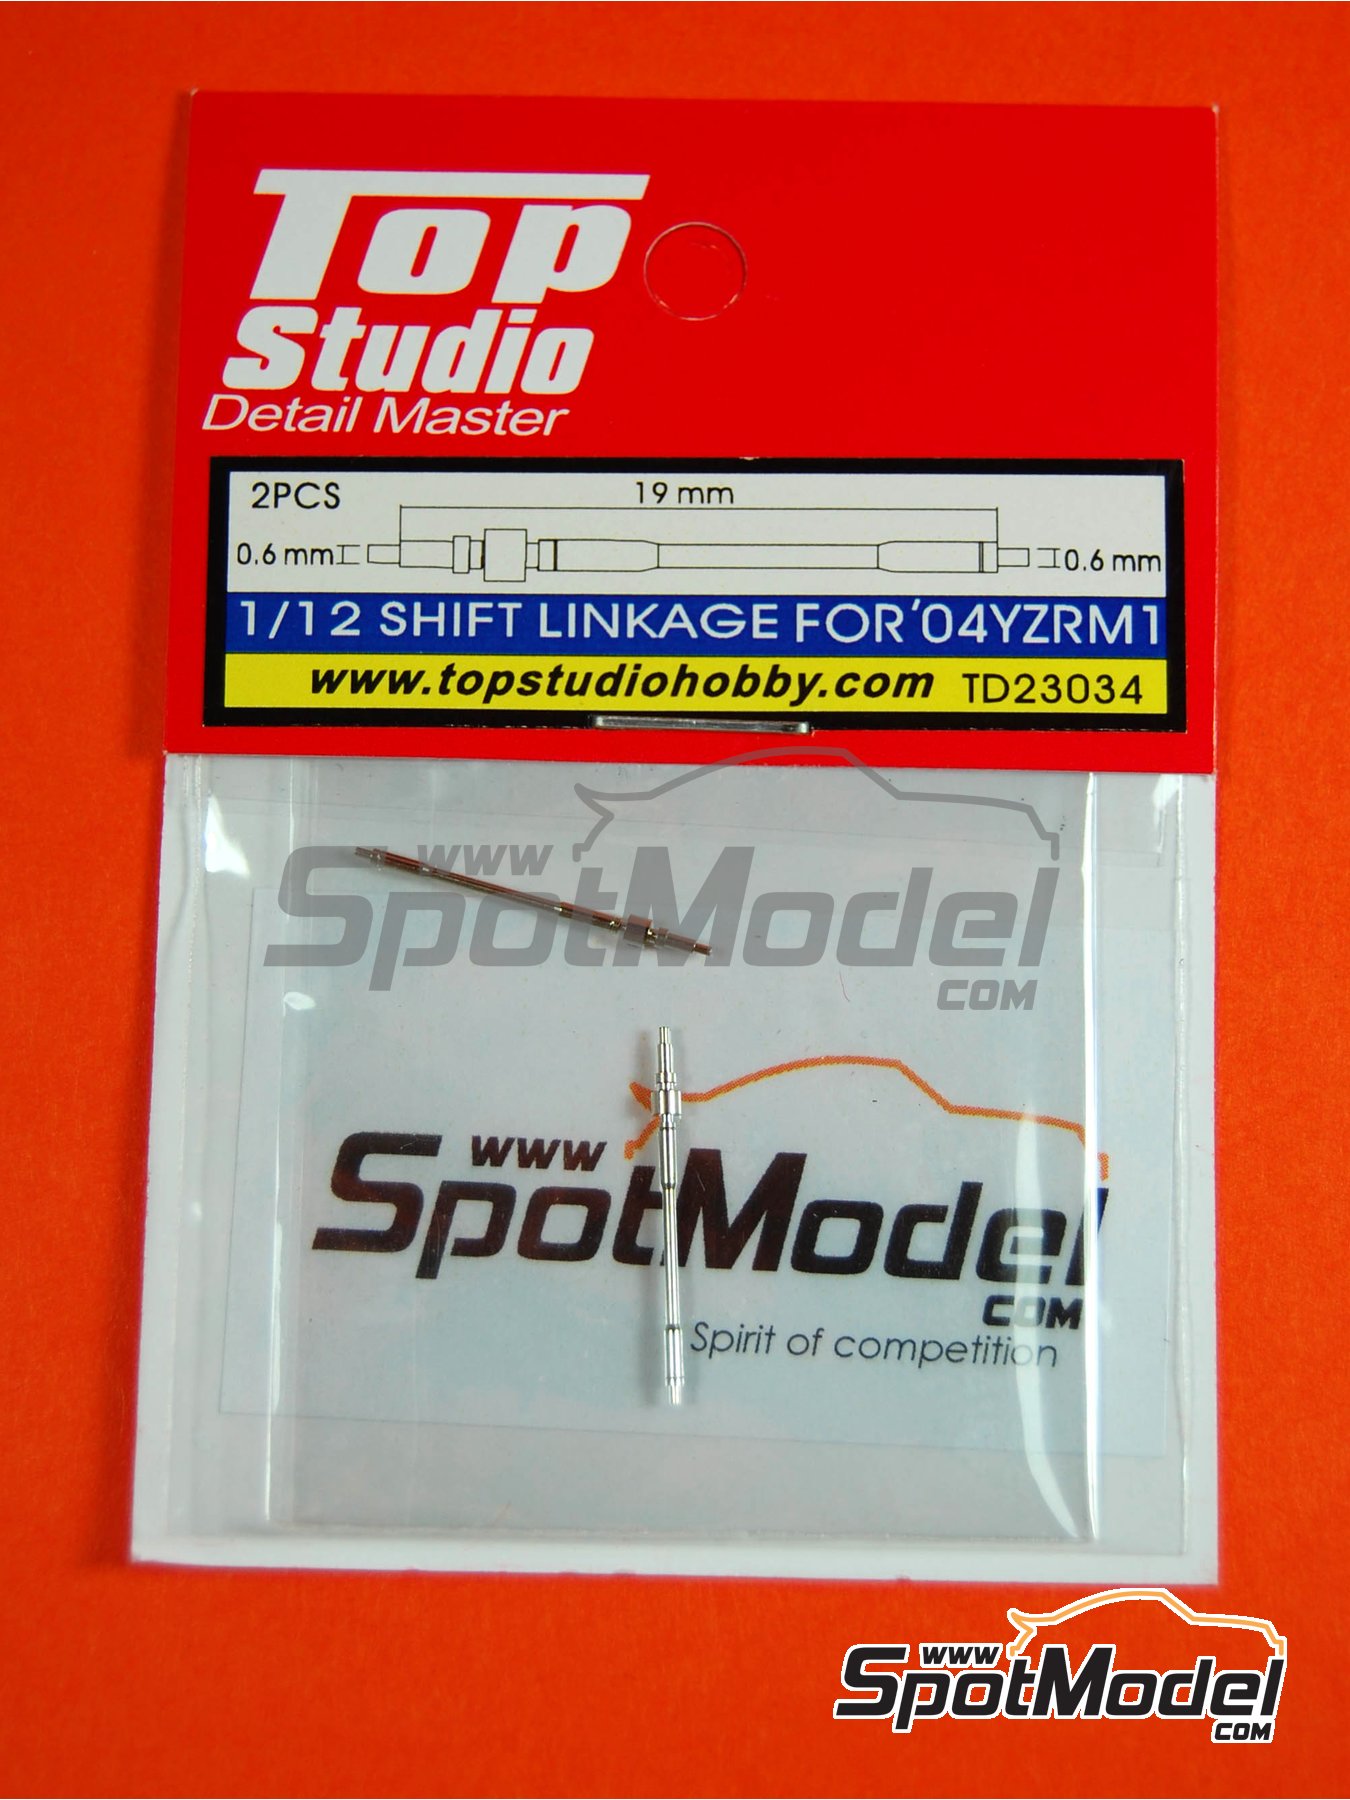 Top
Studio
Detail Master
2PCS
19 mm
0.6 mm
0.6 mm
1/12 SHIFT LINKAGE FOR '04YZRM1
www.topstudiohobby.com TD23034
www
SpotModel
COM
www
SpotModel
COM
Spirit of competition
www
SpotModel
COM